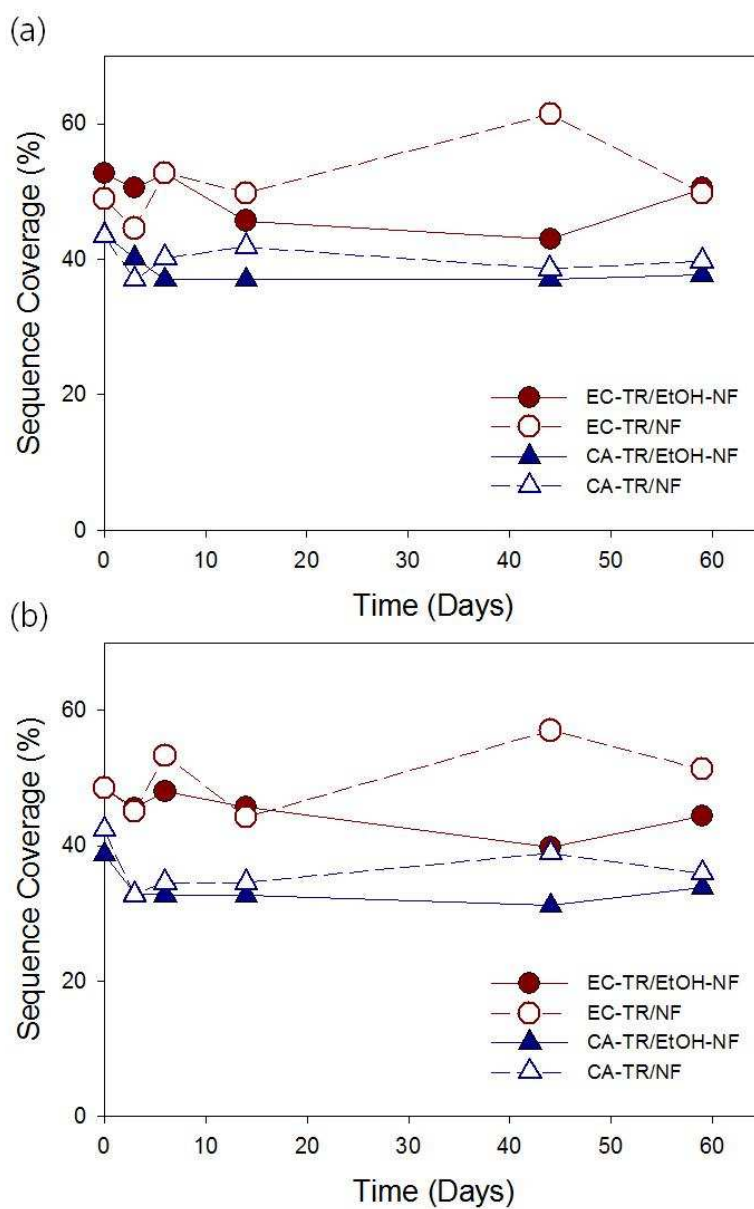 (a)
Sequence Coverage (%)
60
40
20
0
EC-TR/EtOH-NF
EC-TR/NF
CA-TR/EtOH-NF
CA-TR/NF
0 10 20 30 40 50 60
Time (Days)
(b)
Sequence Coverage (%)
60
40
20
0
EC-TR/EtOH-NF
EC-TR/NF
CA-TR/EtOH-NF
CA-TR/NF
0 10 20 30 40 50 60
Time (Days)